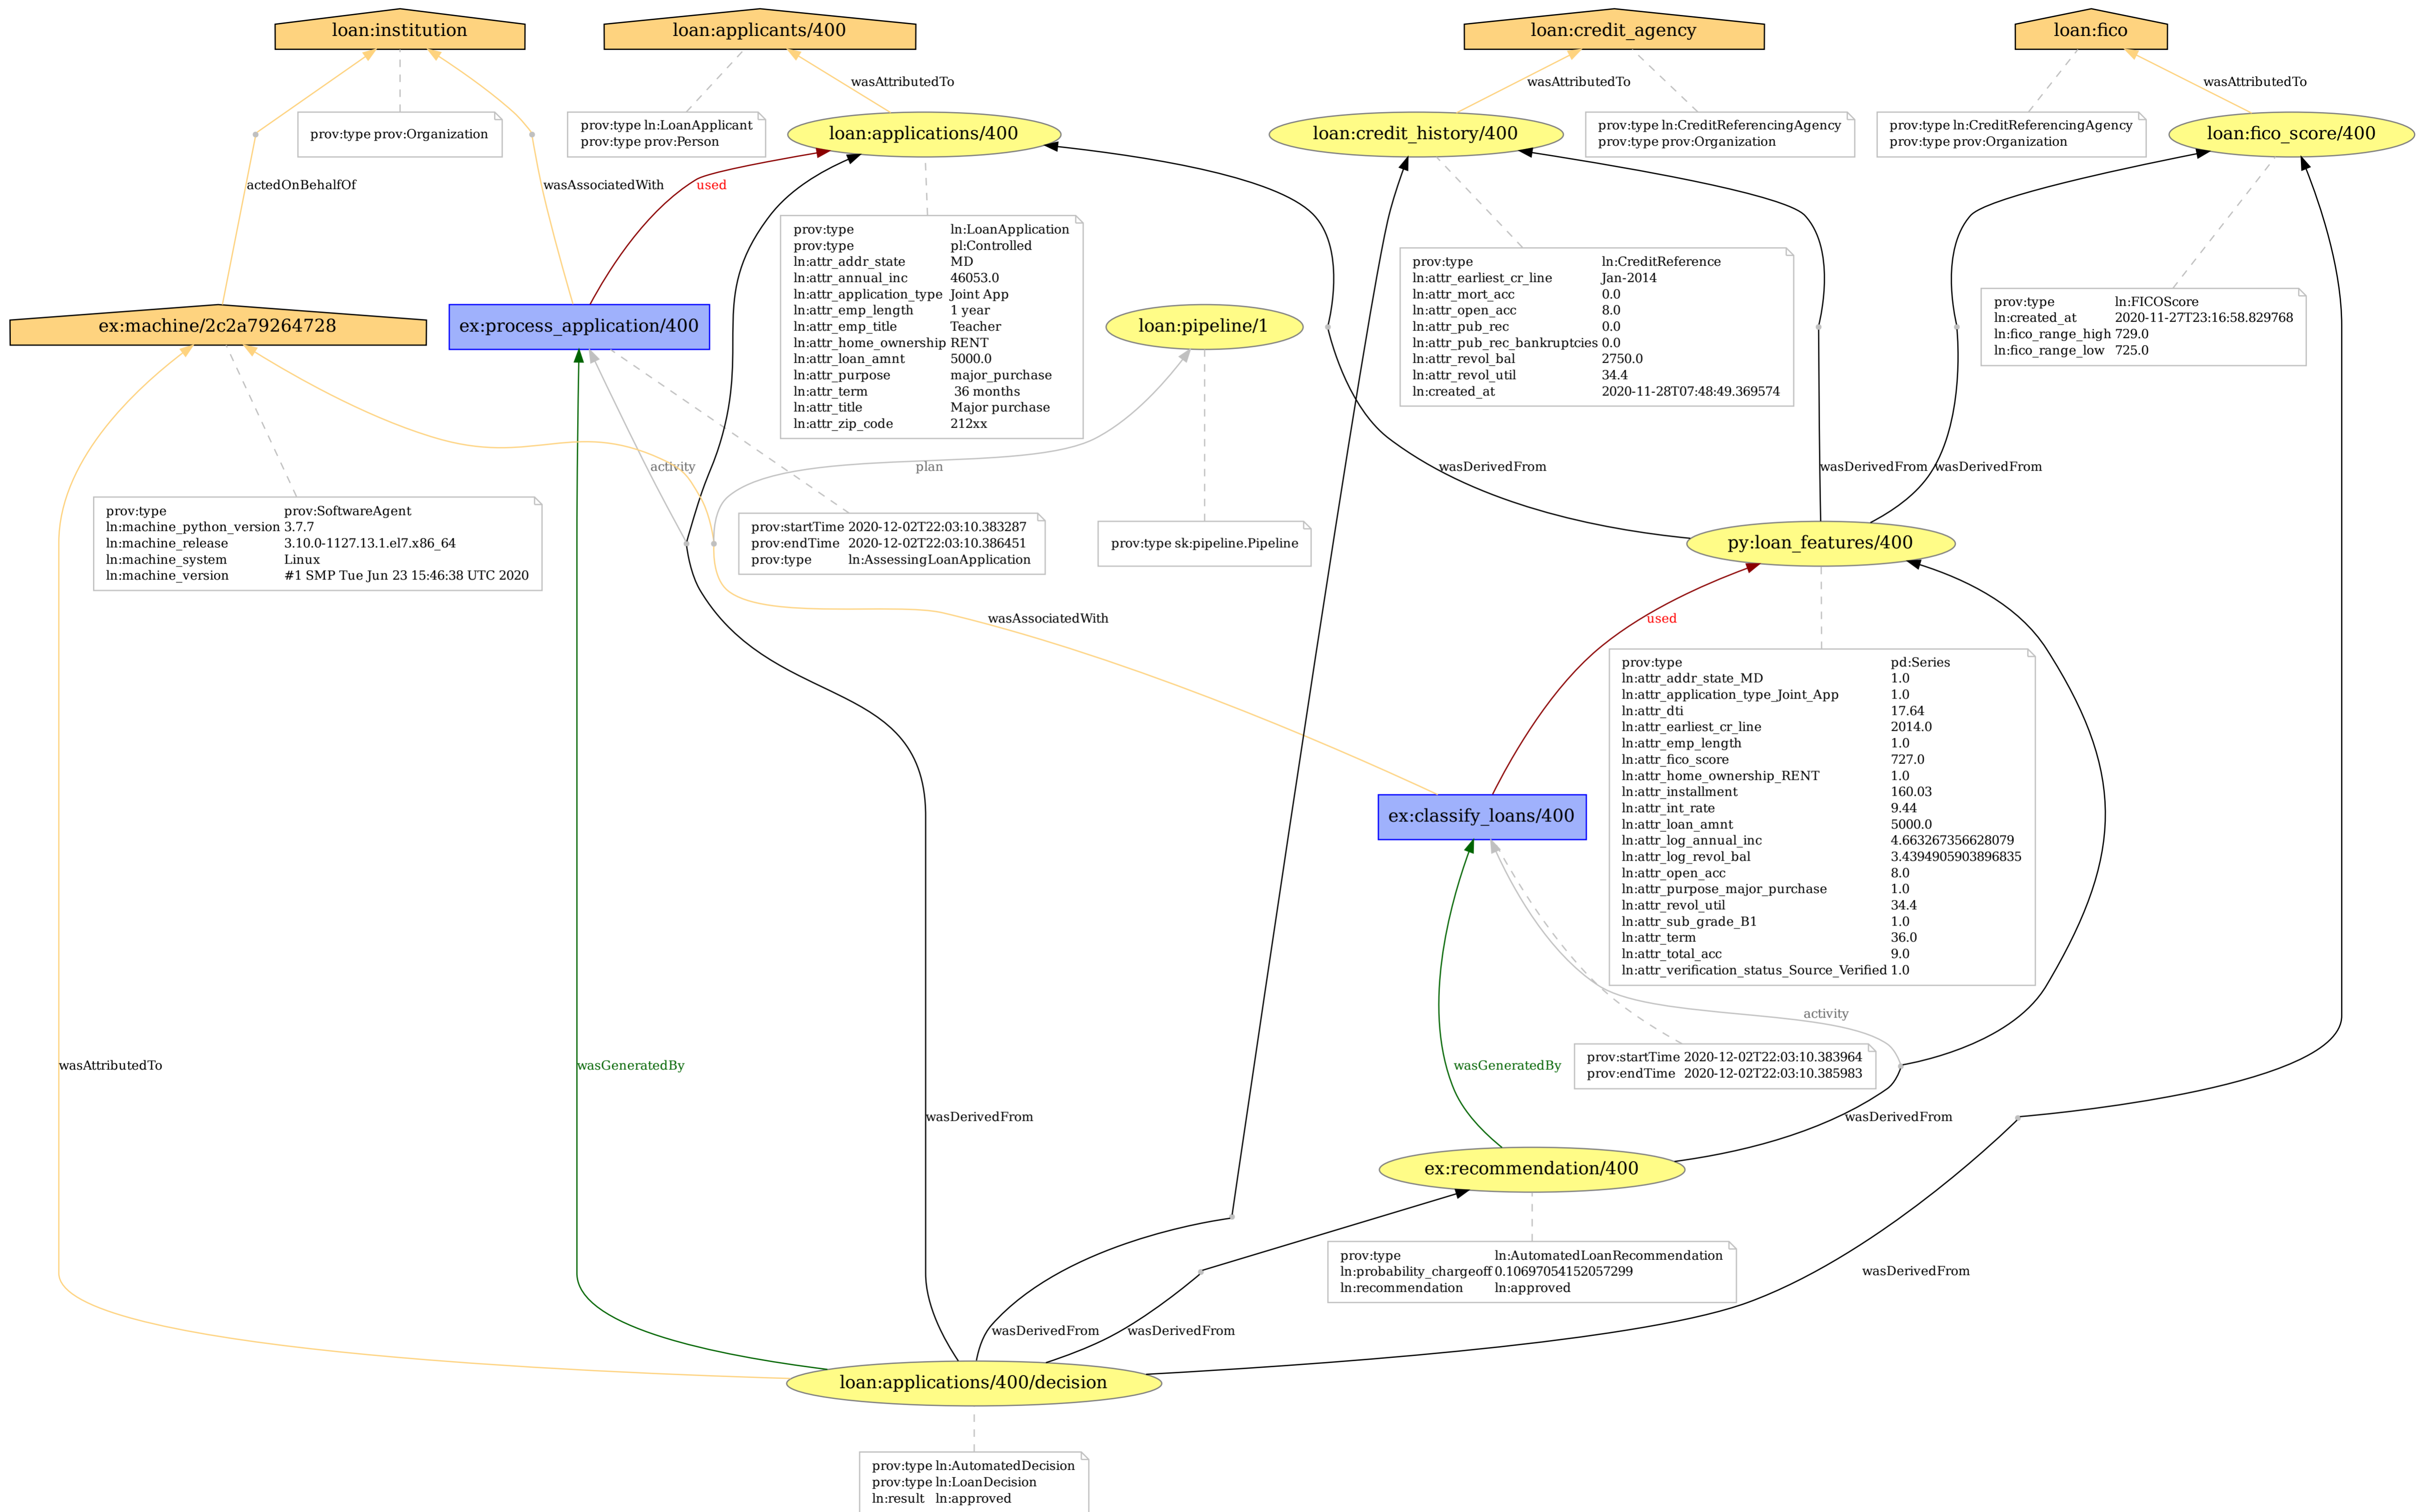 loan:institution
loan:applicants/400
loan:credit_agency
loan:fico
wasAttributedTo
wasAttributedTo
wasAttributedTo
prov:type prov:Organization
prov:type ln:LoanApplicant
prov:type prov:Person
loan:applications/400
loan:credit_history/400
prov:type ln:CreditReferencingAgency
prov:type prov:Organization
prov:type ln:CreditReferencingAgency
prov:type prov:Organization
loan:fico_score/400
actedOnBehalfOf
wasAssociatedWith
used
prov:type ln:LoanApplication
prov:type pl:Controlled
ln:attr_addr_state MD
ln:attr_annual_inc 46053.0
ln:attr_application_type Joint App
ln:attr_emp_length 1 year
ln:attr_emp_title Teacher
ln:attr_home_ownership RENT
ln:attr_loan_amnt 5000.0
ln:attr_purpose major_purchase
ln:attr_term 36 months
ln:attr_title Major purchase
ln:attr_zip_code 212xx
prov:type ln:CreditReference
ln:attr_earliest_cr_line Jan-2014
ln:attr_mort_acc 0.0
ln:attr_open_acc 8.0
ln:attr_pub_rec 0.0
ln:attr_pub_rec_bankruptcies 0.0
ln:attr_revol_bal 2750.0
ln:attr_revol_util 34.4
ln:created_at 2020-11-28T07:48:49.369574
prov:type ln:FICOScore
ln:created_at 2020-11-27T23:16:58.829768
ln:fico_range_high 729.0
ln:fico_range_low 725.0
ex:machine/2c2a79264728
ex:process_application/400
loan:pipeline/1
activity
plan
wasDerivedFrom
wasDerivedFrom
wasDerivedFrom
prov:type prov:SoftwareAgent
ln:machine_python_version 3.7.7
ln:machine_release 3.10.0-1127.13.1.el7.x86_64
ln:machine_system Linux
ln:machine_version #1 SMP Tue Jun 23 15:46:38 UTC 2020
prov:startTime 2020-12-02T22:03:10.383287
prov:endTime 2020-12-02T22:03:10.386451
prov:type ln:AssessingLoanApplication
prov:type sk:pipeline.Pipeline
py:loan_features/400
wasAssociatedWith
used
prov:type pd:Series
ln:attr_addr_state_MD 1.0
ln:attr_application_type_Joint_App 1.0
ln:attr_dti 17.64
ln:attr_earliest_cr_line 2014.0
ln:attr_emp_length 1.0
ln:attr_fico_score 727.0
ln:attr_home_ownership_RENT 1.0
ln:attr_installment 160.03
ln:attr_int_rate 9.44
ln:attr_loan_amnt 5000.0
ln:attr_log_annual_inc 4.663267356628079
ln:attr_log_revol_bal 3.4394905903896835
ln:attr_open_acc 8.0
ln:attr_purpose_major_purchase 1.0
ln:attr_revol_util 34.4
ln:attr_sub_grade_B1 1.0
ln:attr_term 36.0
ln:attr_total_acc 9.0
ln:attr_verification_status_Source_Verified 1.0
ex:classify_loans/400
activity
prov:startTime 2020-12-02T22:03:10.383964
prov:endTime 2020-12-02T22:03:10.385983
wasAttributedTo
wasGeneratedBy
wasGeneratedBy
wasDerivedFrom
wasDerivedFrom
ex:recommendation/400
prov:type ln:AutomatedLoanRecommendation
ln:probability_chargeoff 0.10697054152057299
ln:recommendation ln:approved
wasDerivedFrom
wasDerivedFrom
wasDerivedFrom
loan:applications/400/decision
prov:type ln:AutomatedDecision
prov:type ln:LoanDecision
ln:result ln:approved